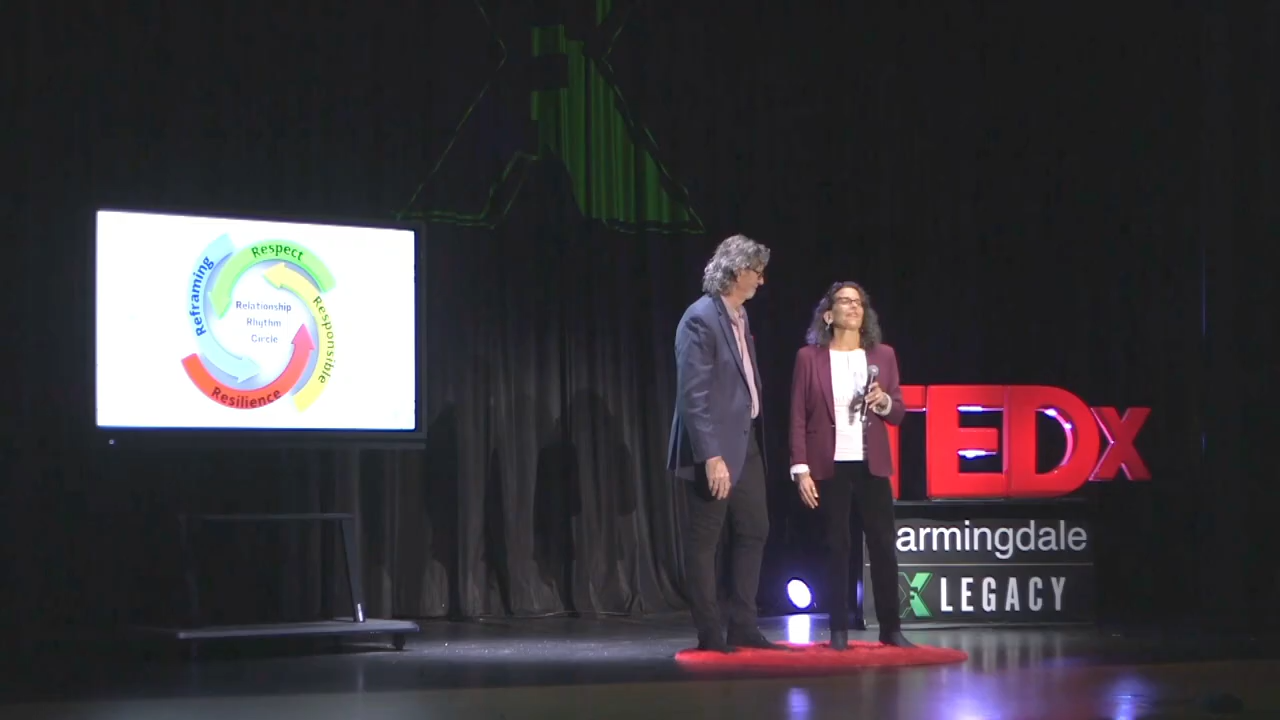 Respect
Reframing
Responsible
Resilience
Relationship
Rhythm
Circle
TEDx
armingdale
LEGACY